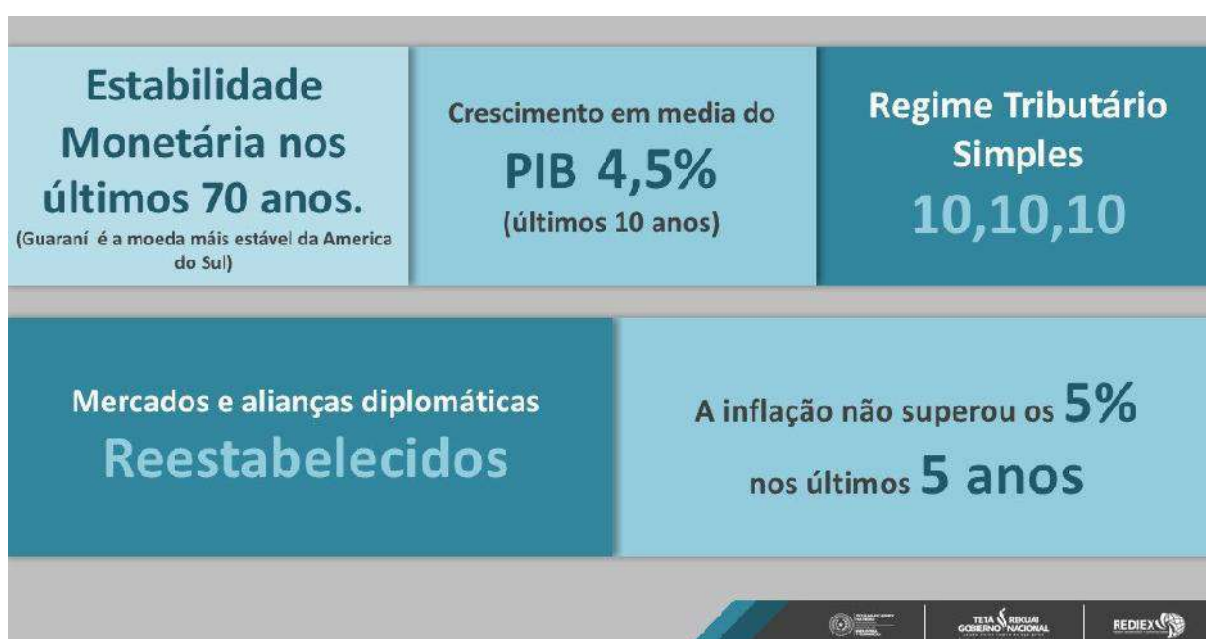 Estabilidade
Monetária nos
últimos 70 anos.
(Guaraní é a moeda máis estável da America
do Sul)
Crescimento em media do
PIB 4,5%
(últimos 10 anos)
Regime Tributário
Simples
10,10,10
Mercados e alianças diplomáticas
Reestabelecidos
A inflação não superou os 5%
nos últimos 5 anos
TETÃ REKUAI
GOBIERNO NACIONAL
REDIEX